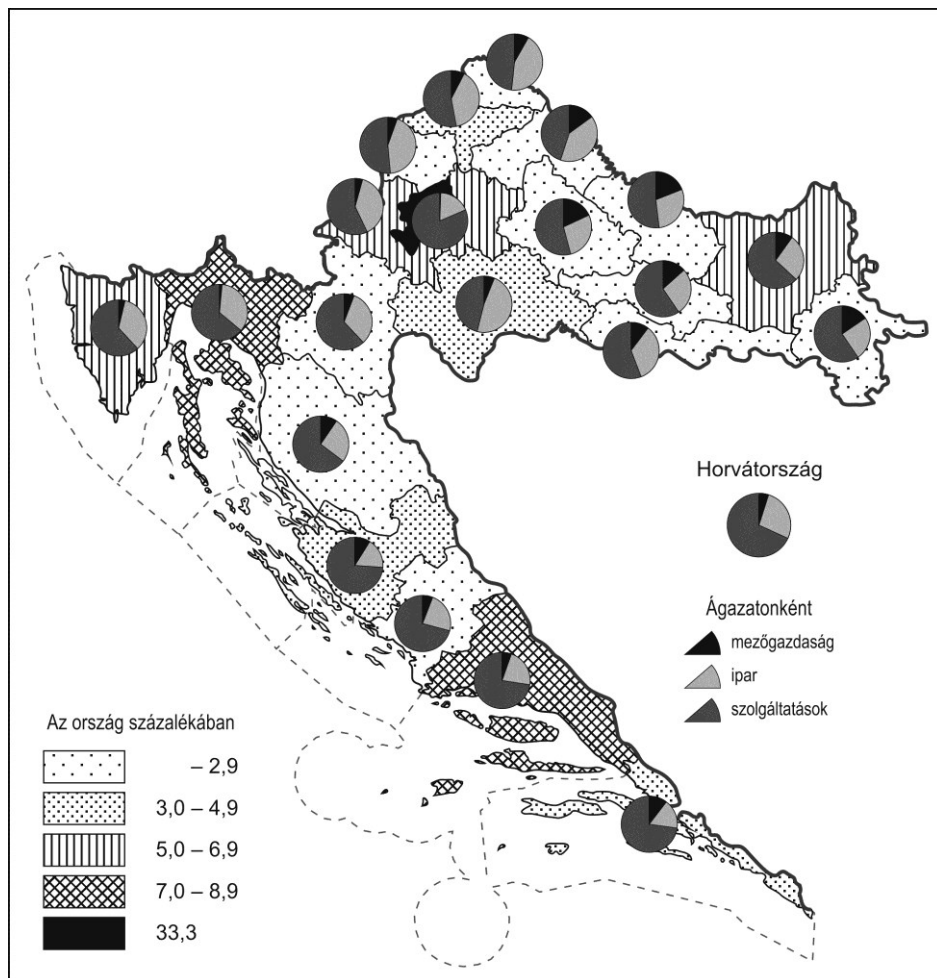 Horvátország
Ágazatonként
mezőgazdaság
ipar
szolgáltatások
Az ország százalékában
– 2,9
3,0 – 4,9
5,0 – 6,9
7,0 – 8,9
33,3